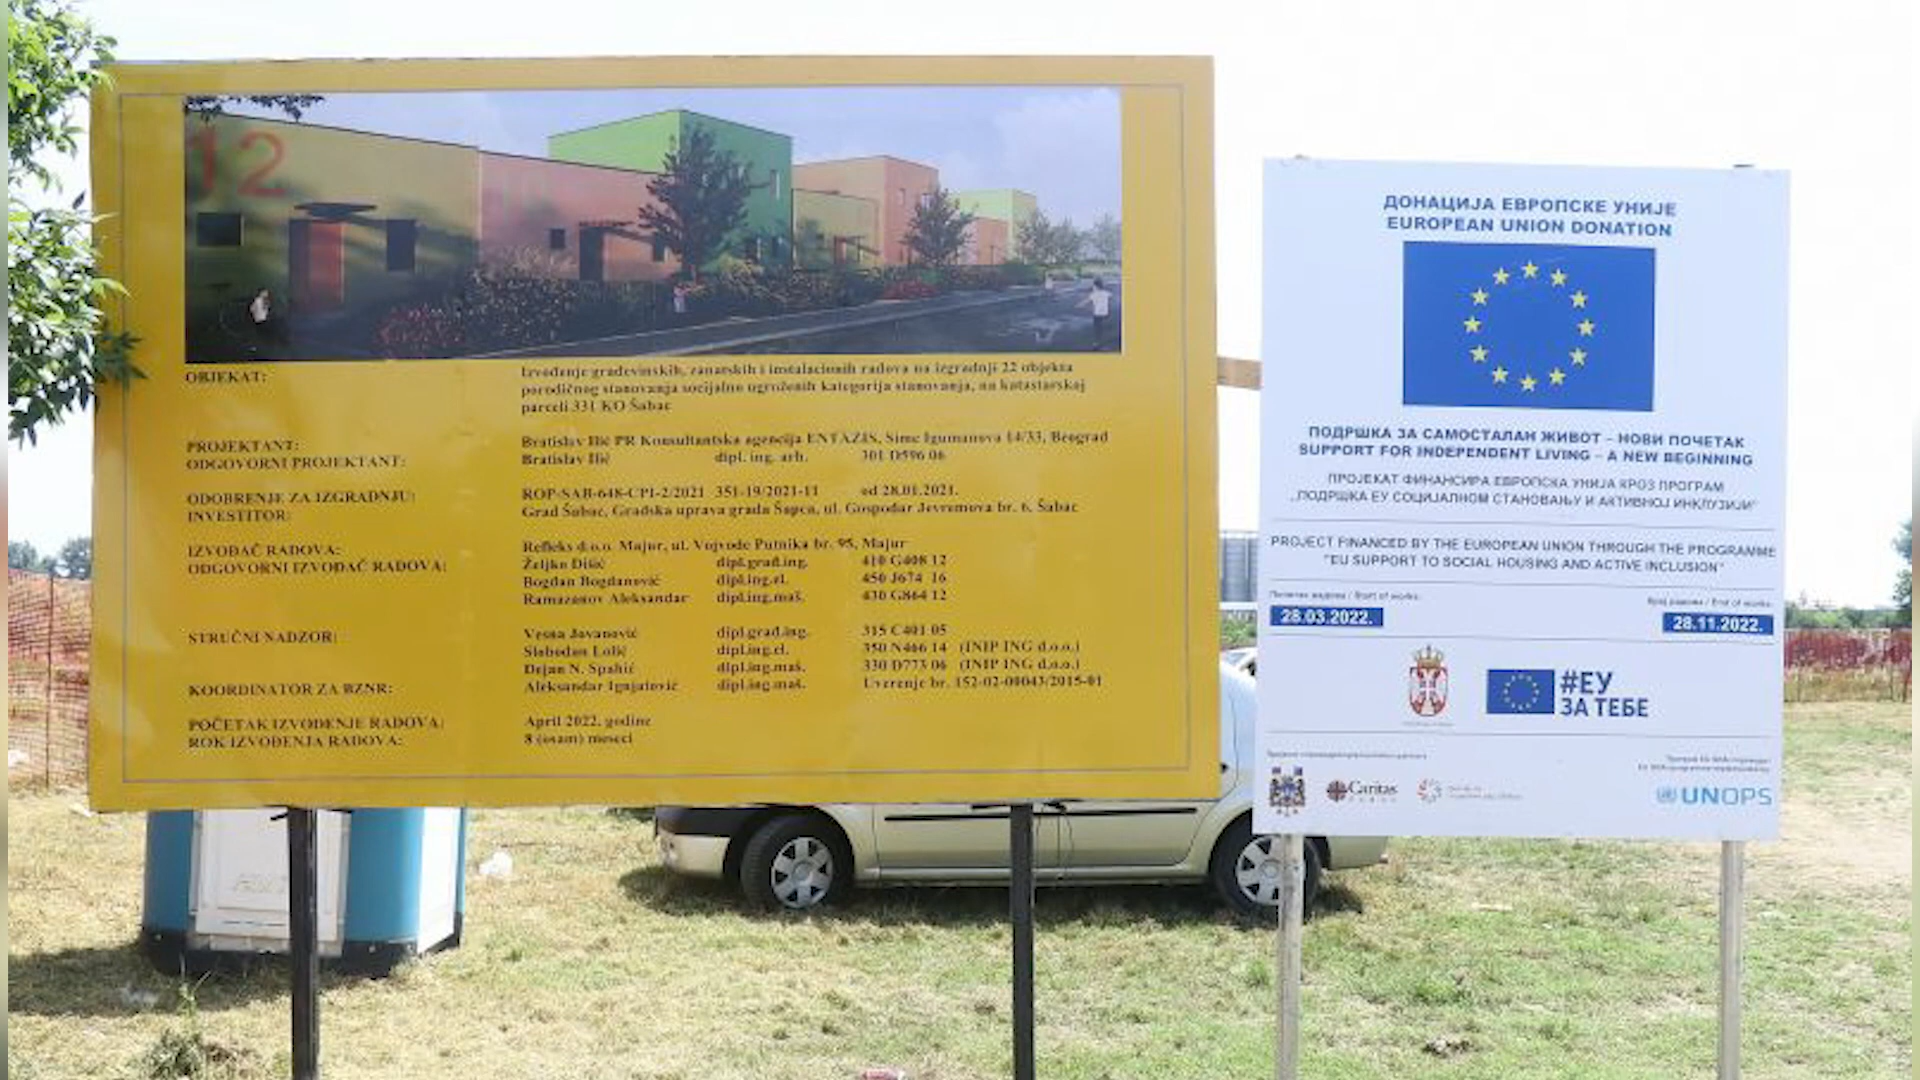 12
OBJEKAT: Izvođenje građevinskih, zanatskih i instalacionih radova na izgradnji 22 objekta
porodičnog stanovanja socijalno ugroženih kategorija stanovanja, na katastarskoj
parceli 331 KO Šabac
PROJEKTANT: Bratislav Ilić PR Konsultantska agencija ENTAZIS, Sime Igumanova 14/33, Beograd
ODGOVORNI PROJEKTANT: Bratislav Ilić dipl. ing. arh. 301 D596 06
ODOBRENJE ZA IZGRADNJU: ROP-SAB-648-CPI-2/2021 351-19/2021-11 od 28.01.2021.
INVESTITOR: Grad Šabac, Gradska uprava grada Šapca, ul. Gospodar Jevremova br. 6, Šabac
IZVOĐAČ RADOVA: Refleks d.o.o. Majur, ul. Vojvode Putnika br. 95, Majur
ODGOVORNI IZVOĐAČ RADOVA: Željko Dišić dipl.građ.ing. 410 G408 12
Bogdan Bogdanović dipl.ing.el. 450 J674 16
Ramazanov Aleksandar dipl.ing.maš. 430 G864 12
STRUČNI NADZOR: Vesna Jovanović dipl.građ.ing. 315 C401 05
Slobodan Lolić dipl.ing.el. 350 N466 14 (INIP ING d.o.o.)
Dejan N. Spahić dipl.ing.maš. 330 D773 06 (INIP ING d.o.o.)
KOORDINATOR ZA BZNR: Aleksandar Ignjatović dipl.ing.maš. Uverenje br. 152-02-00043/2015-01
POČETAK IZVOĐENJE RADOVA: April 2022. godine
ROK IZVOĐENJA RADOVA: 8 (osam) meseci
ДОНАЦИЈА ЕВРОПСКЕ УНИЈЕ
EUROPEAN UNION DONATION
ПОДРШКА ЗА САМОСТАЛАН ЖИВОТ – НОВИ ПОЧЕТАК
SUPPORT FOR INDEPENDENT LIVING – A NEW BEGINNING
ПРОЈЕКАТ ФИНАНСИРА ЕВРОПСКА УНИЈА КРОЗ ПРОГРАМ
„ПОДРШКА ЕУ СОЦИЈАЛНОМ СТАНОВАЊУ И АКТИВНОЈ ИНКЛУЗИЈИ“
PROJECT FINANCED BY THE EUROPEAN UNION THROUGH THE PROGRAMME
"EU SUPPORT TO SOCIAL HOUSING AND ACTIVE INCLUSION"
Почетак радова / Start of works:
28.03.2022.
Крај радова / End of works:
28.11.2022.
#ЕУ
ЗА ТЕБЕ
Caritas
UNOPS